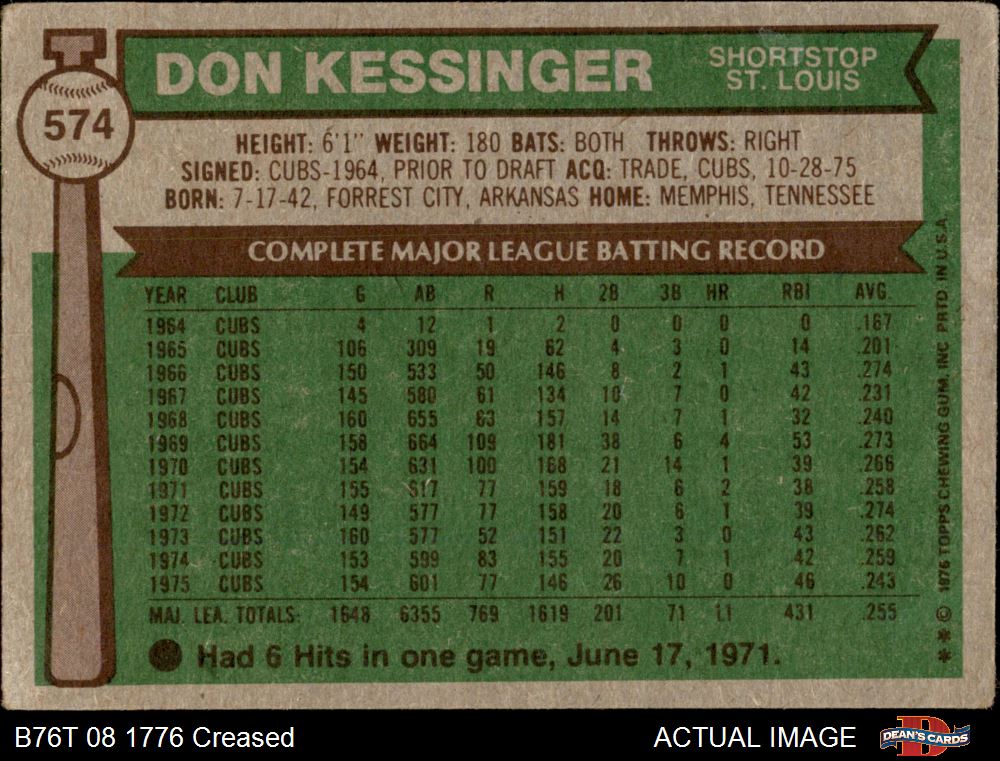 574
DON KESSINGER
SHORTSTOP
ST. LOUIS
HEIGHT: 6'1" WEIGHT: 180 BATS: BOTH THROWS: RIGHT
SIGNED: CUBS-1964, PRIOR TO DRAFT ACQ: TRADE, CUBS, 10-28-75
BORN: 7-17-42, FORREST CITY, ARKANSAS HOME: MEMPHIS, TENNESSEE
COMPLETE MAJOR LEAGUE BATTING RECORD
YEAR CLUB G AB R H 2B 3B HR RBI AVG.
1964 CUBS 4 12 1 2 0 0 0 0 .167
1965 CUBS 106 309 19 62 4 3 0 14 .201
1966 CUBS 150 533 50 146 8 2 1 43 .274
1967 CUBS 145 580 61 134 10 7 0 42 .231
1968 CUBS 160 655 63 157 14 7 1 32 .240
1969 CUBS 158 664 109 181 38 6 4 53 .273
1970 CUBS 154 631 100 168 21 14 1 39 .266
1971 CUBS 155 617 77 159 18 6 2 38 .258
1972 CUBS 149 577 77 158 20 6 1 39 .274
1973 CUBS 160 577 52 151 22 3 0 43 .262
1974 CUBS 153 599 83 155 20 7 1 42 .259
1975 CUBS 154 601 77 146 26 10 0 46 .243
MAJ. LEA. TOTALS: 1648 6355 769 1619 201 71 11 431 .255
Had 6 Hits in one game, June 17, 1971.
* * © 1976 TOPPS CHEWING GUM, INC PRTD. IN U.S.A.
B76T 08 1776 Creased
ACTUAL IMAGE
D
DEAN'S CARDS